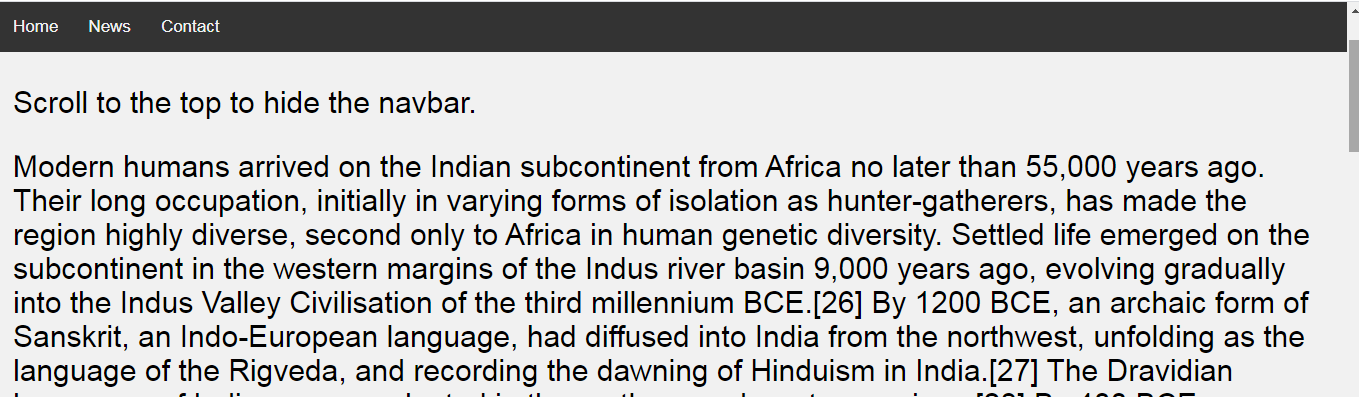 Home News Contact
Scroll to the top to hide the navbar.
Modern humans arrived on the Indian subcontinent from Africa no later than 55,000 years ago.
Their long occupation, initially in varying forms of isolation as hunter-gatherers, has made the
region highly diverse, second only to Africa in human genetic diversity. Settled life emerged on the
subcontinent in the western margins of the Indus river basin 9,000 years ago, evolving gradually
into the Indus Valley Civilisation of the third millennium BCE.[26] By 1200 BCE, an archaic form of
Sanskrit, an Indo-European language, had diffused into India from the northwest, unfolding as the
language of the Rigveda, and recording the dawning of Hinduism in India.[27] The Dravidian